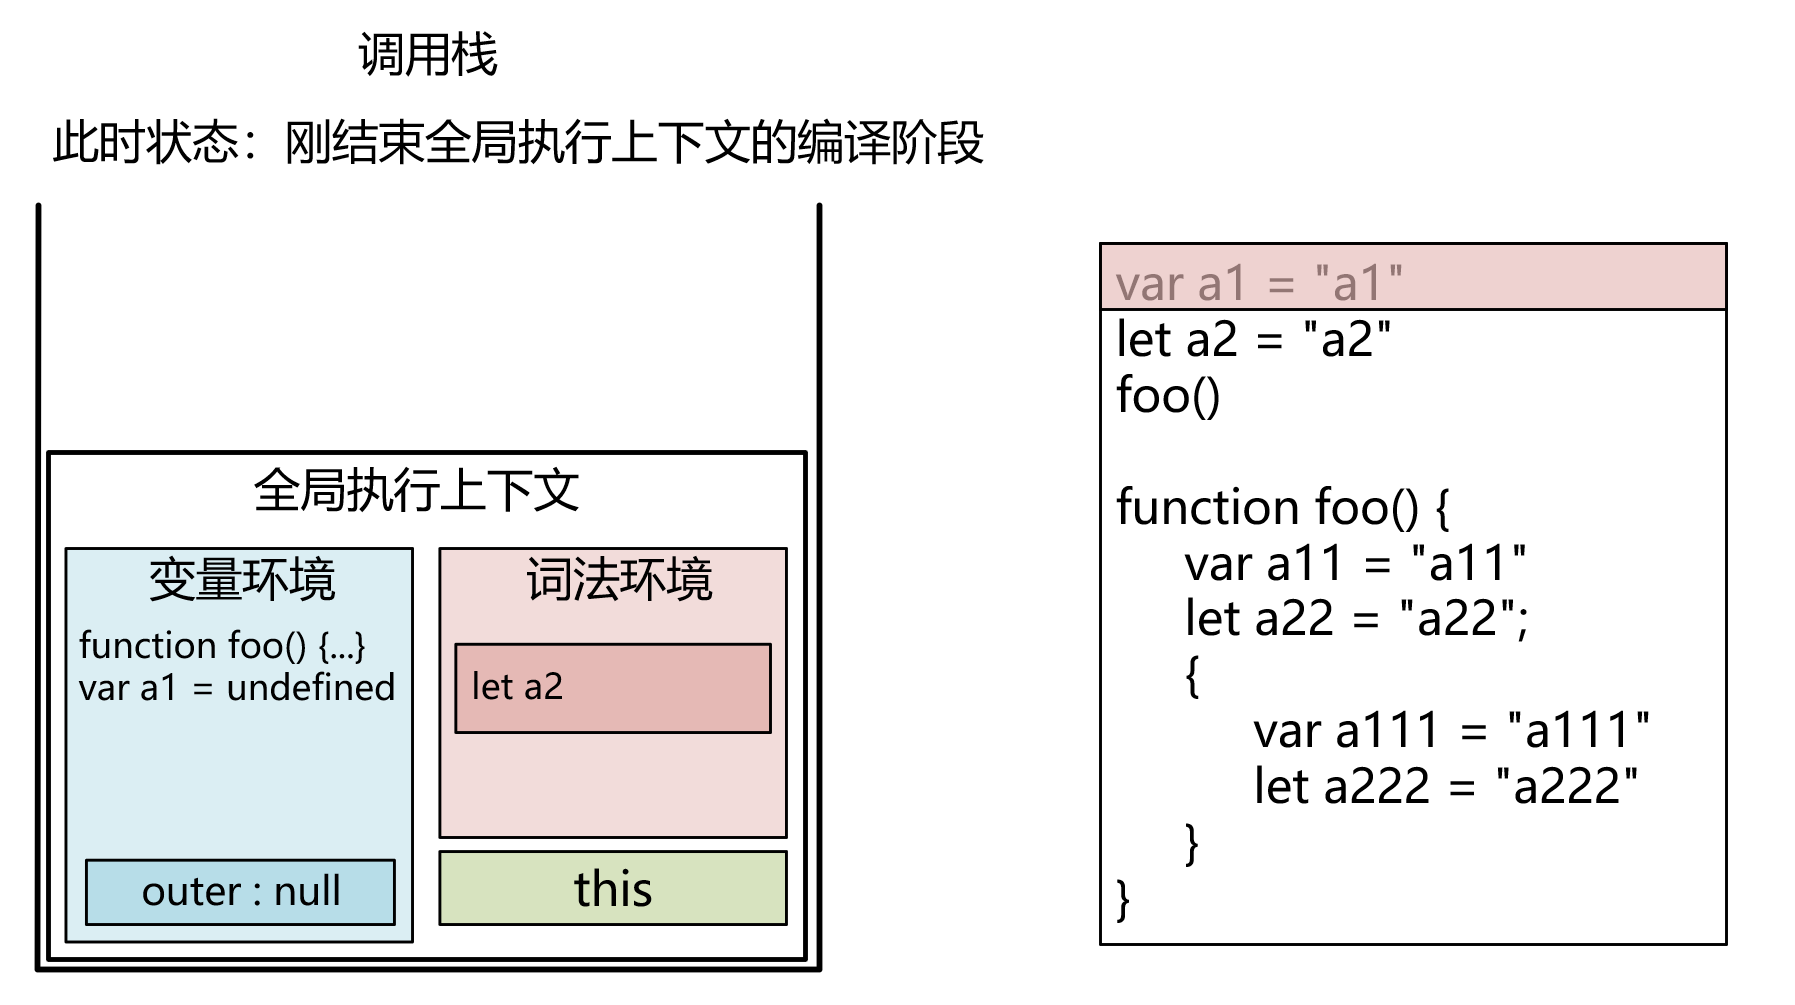 调用栈
此时状态：刚结束全局执行上下文的编译阶段
全局执行上下文
变量环境
function foo() {...}
var a1 = undefined
outer : null
词法环境
let a2
this
var a1 = "a1"
let a2 = "a2"
foo()
function foo() {
var a11 = "a11"
let a22 = "a22";
{
var a111 = "a111"
let a222 = "a222"
}
}